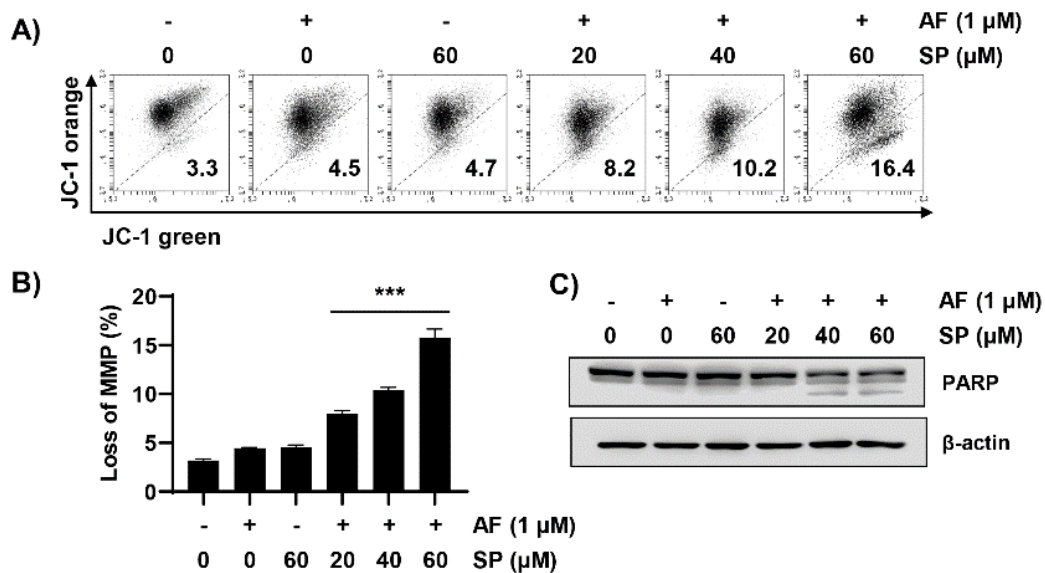 A)
- + - + + + AF (1 µM)
0 0 60 20 40 60 SP (µM)
JC-1 orange
3.3 4.5 4.7 8.2 10.2 16.4
JC-1 green
B)
Loss of MMP (%)
20
15
10
5
0
***
- + - + + + AF (1 µM)
0 0 60 20 40 60 SP (µM)
C)
- + - + + + AF (1 µM)
0 0 60 20 40 60 SP (µM)
PARP
β-actin